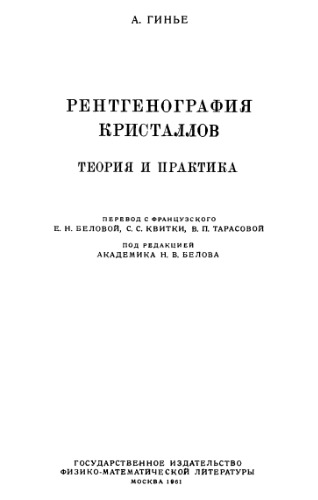 А. ГИНЬЕ
РЕНТГЕНОГРАФИЯ
КРИСТАЛЛОВ
ТЕОРИЯ И ПРАКТИКА
ПЕРЕВОД С ФРАНЦУЗСКОГО
Е. Н. БЕЛОВОЙ, С. С. КВИТКИ, В. П. ТАРАСОВОЙ
ПОД РЕДАКЦИЕЙ
АКАДЕМИКА Н. В. БЕЛОВА
ГОСУДАРСТВЕННОЕ ИЗДАТЕЛЬСТВО
ФИЗИКО-МАТЕМАТИЧЕСКОЙ ЛИТЕРАТУРЫ
МОСКВА 1961